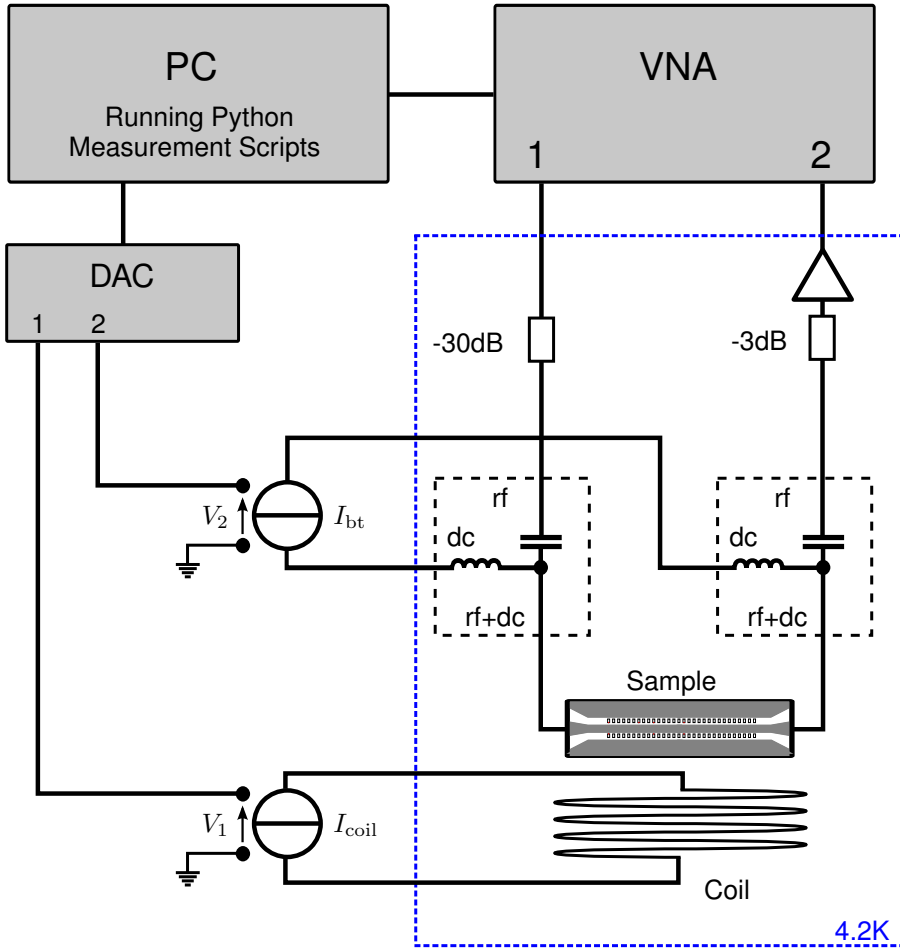 PC
Running Python
Measurement Scripts
VNA
1
2
DAC
1
2
-30dB
-3dB
V2
Ibt
rf
dc
rf+dc
rf
dc
rf+dc
Sample
V1
Icoil
Coil
4.2K